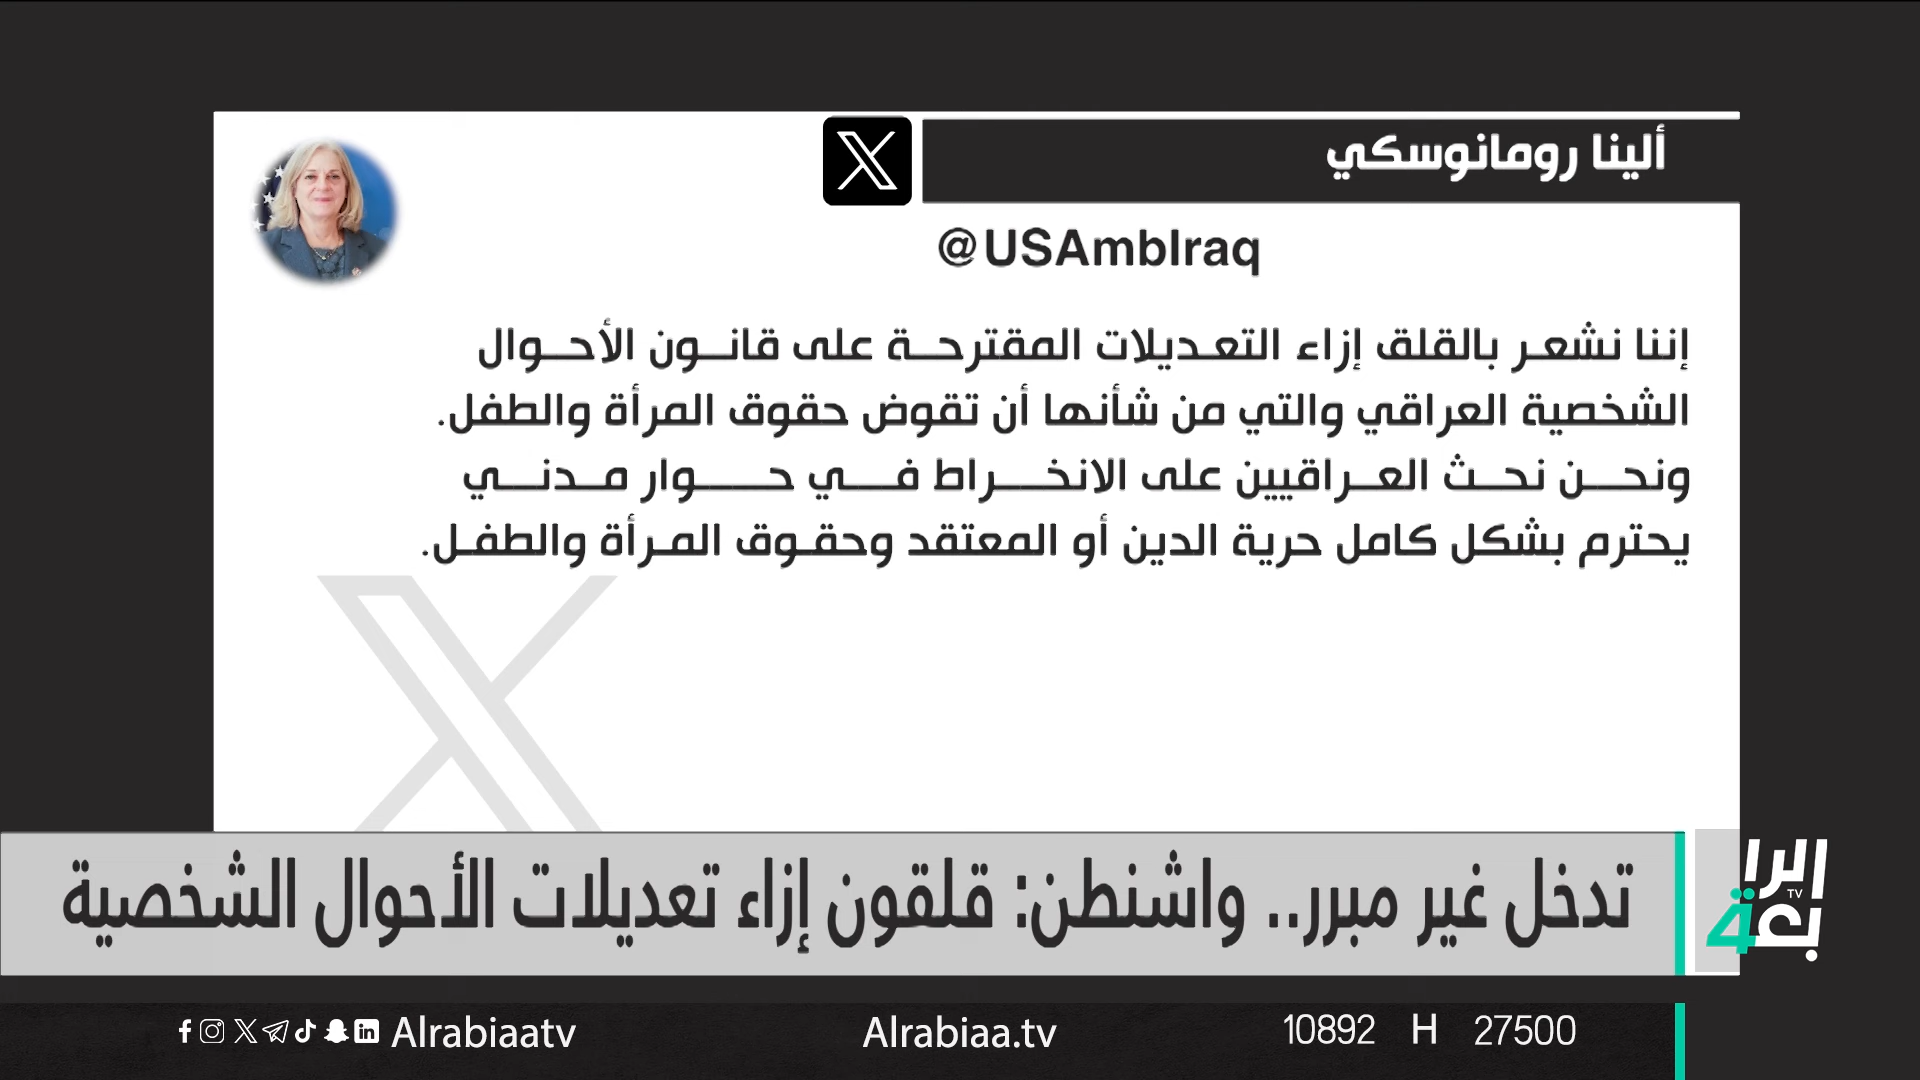 ألينا رومانوسكي
@USAmbIraq
إننا نشعر بالقلق إزاء التعديلات المقترحة على قانون الأحوال
الشخصية العراقي والتي من شأنها أن تقوض حقوق المرأة والطفل.
ونحن نحث العراقيين على الانخراط في حوار مدني
يحترم بشكل كامل حرية الدين أو المعتقد وحقوق المرأة والطفل.
تدخل غير مبرر.. واشنطن: قلقون إزاء تعديلات الأحوال الشخصية
الرا
TV
بعة
Alrabiaatv Alrabiaa.tv 10892 H 27500